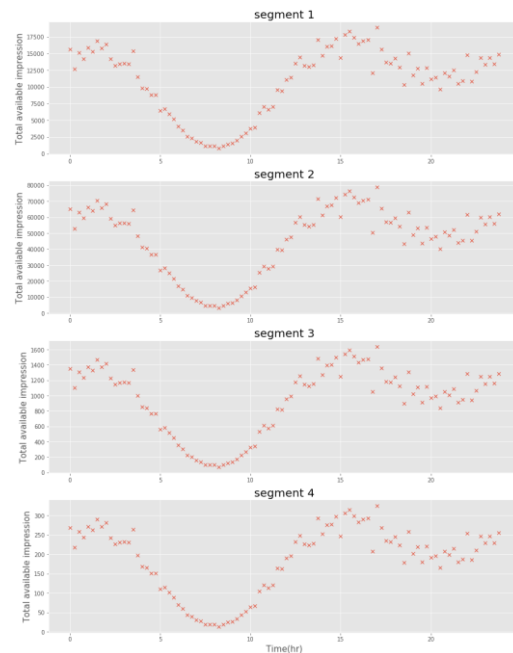 segment 1
Total available impression
17500
15000
12500
10000
7500
5000
2500
0
0 5 10 15 20
segment 2
Total available impression
80000
70000
60000
50000
40000
30000
20000
10000
0
0 5 10 15 20
segment 3
Total available impression
1600
1400
1200
1000
800
600
400
200
0
0 5 10 15 20
segment 4
Total available impression
300
250
200
150
100
50
0
0 5 10 15 20
Time(hr)